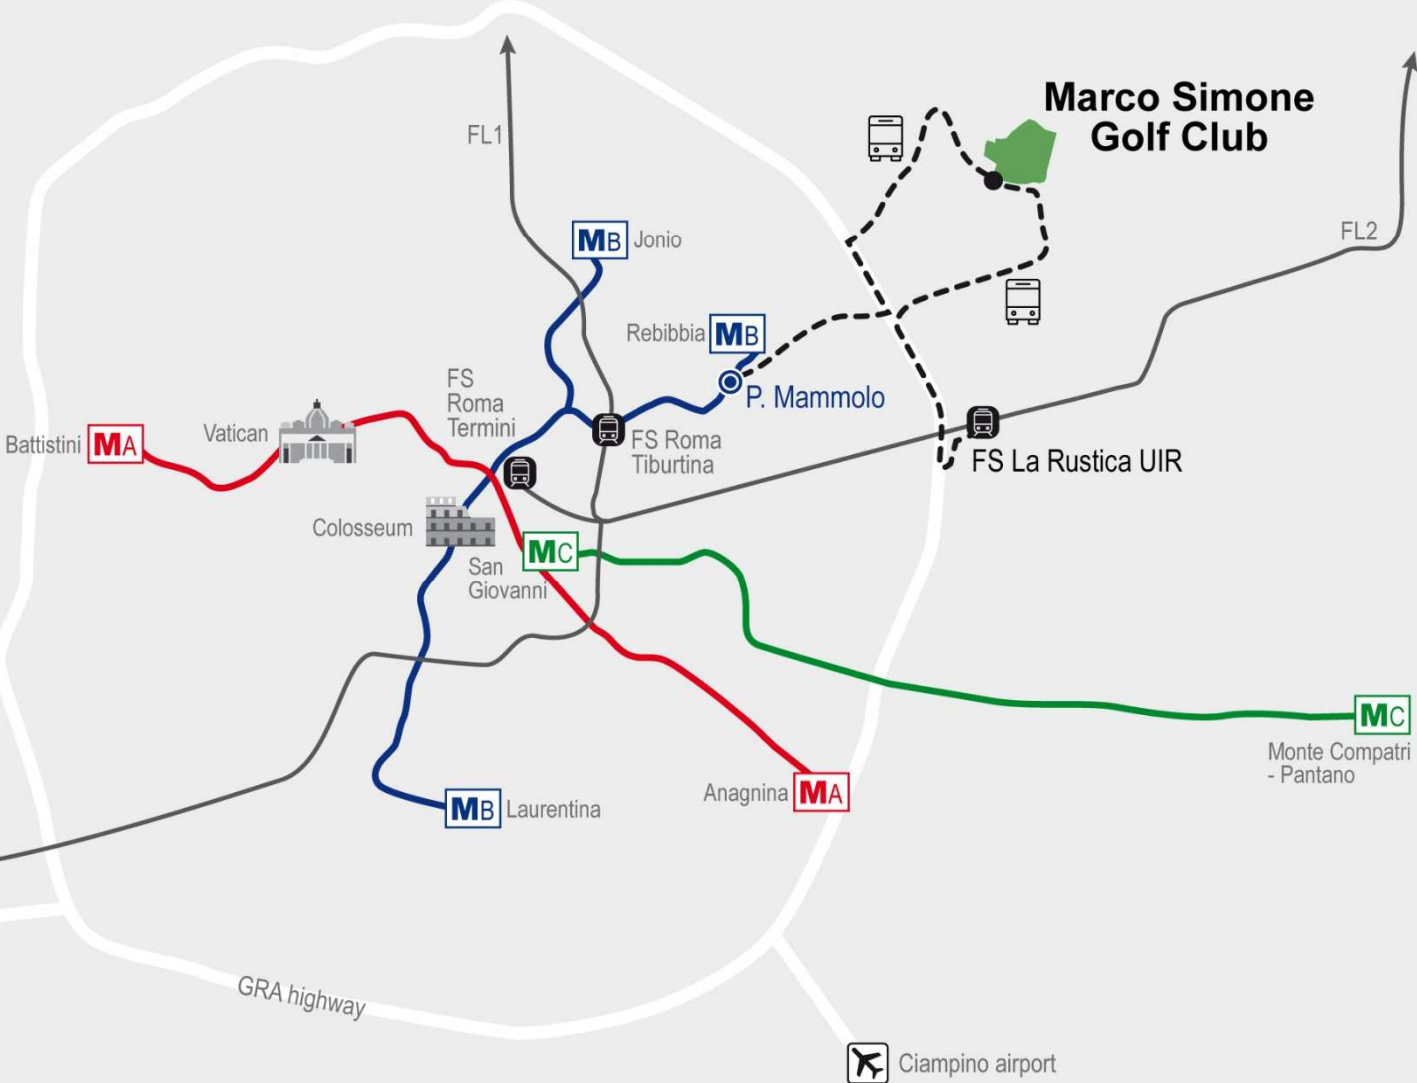 Marco Simone
Golf Club
FL1
FL2
MB Jonio
Rebibbia MB
P. Mammolo
FS
Roma
Termini
Vatican
Battistini MA
FS Roma
Tiburtina
FS La Rustica UIR
Colosseum
MC
San
Giovanni
MC
Monte Compatri
- Pantano
Anagnina MA
MB Laurentina
GRA highway
Ciampino airport